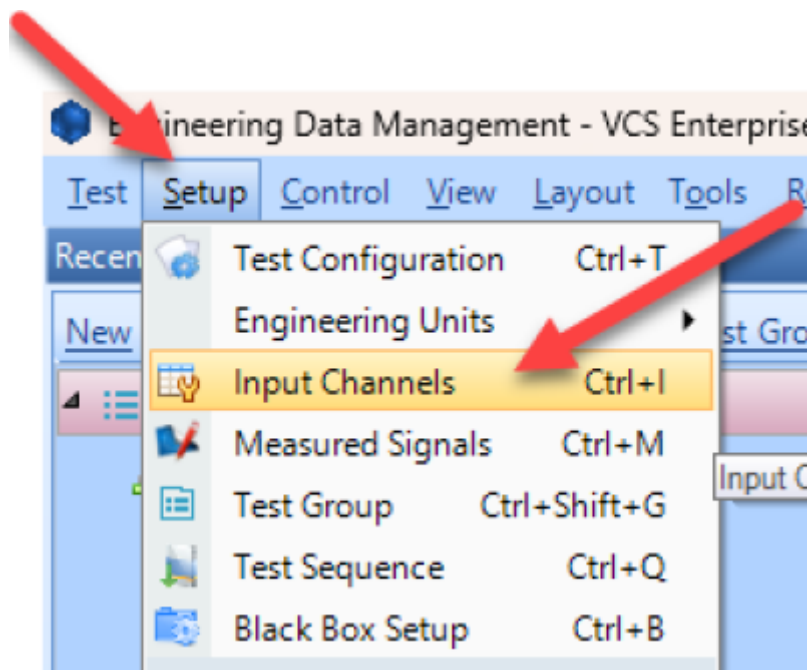 Engineering Data Management - VCS Enterprise
Test Setup Control View Layout Tools
Recen
Test Configuration Ctrl+T
Engineering Units
New
st Gro
Input Channels Ctrl+I
Measured Signals Ctrl+M
Input C
Test Group Ctrl+Shift+G
Test Sequence Ctrl+Q
Black Box Setup Ctrl+B